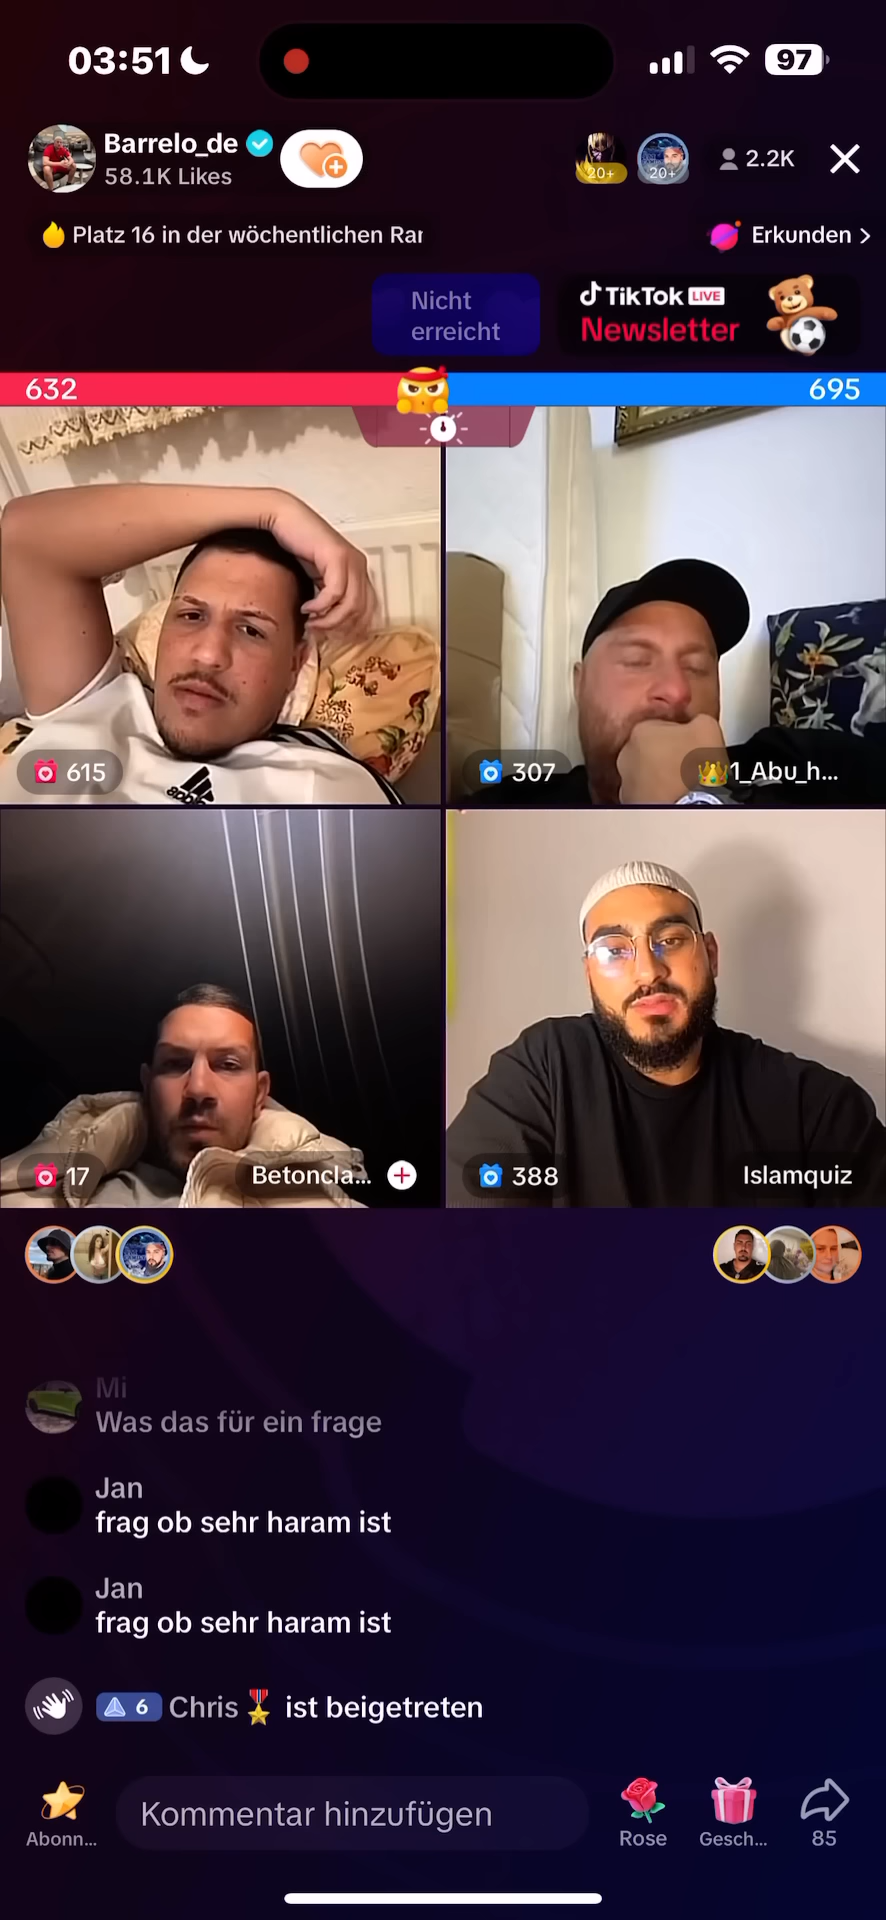 03:51
97
Barrelo_de
58.1K Likes
20+
20+
2.2K
Platz 16 in der wöchentlichen Ran
Erkunden >
Nicht
erreicht
TikTok LIVE
Newsletter
632
695
615
adidas
307
1_Abu_h...
17
Betoncla...
388
Islamquiz
Mi
Was das für ein frage
Jan
frag ob sehr haram ist
Jan
frag ob sehr haram ist
6 Chris ist beigetreten
Abonn...
Kommentar hinzufügen
Rose
Gesch...
85